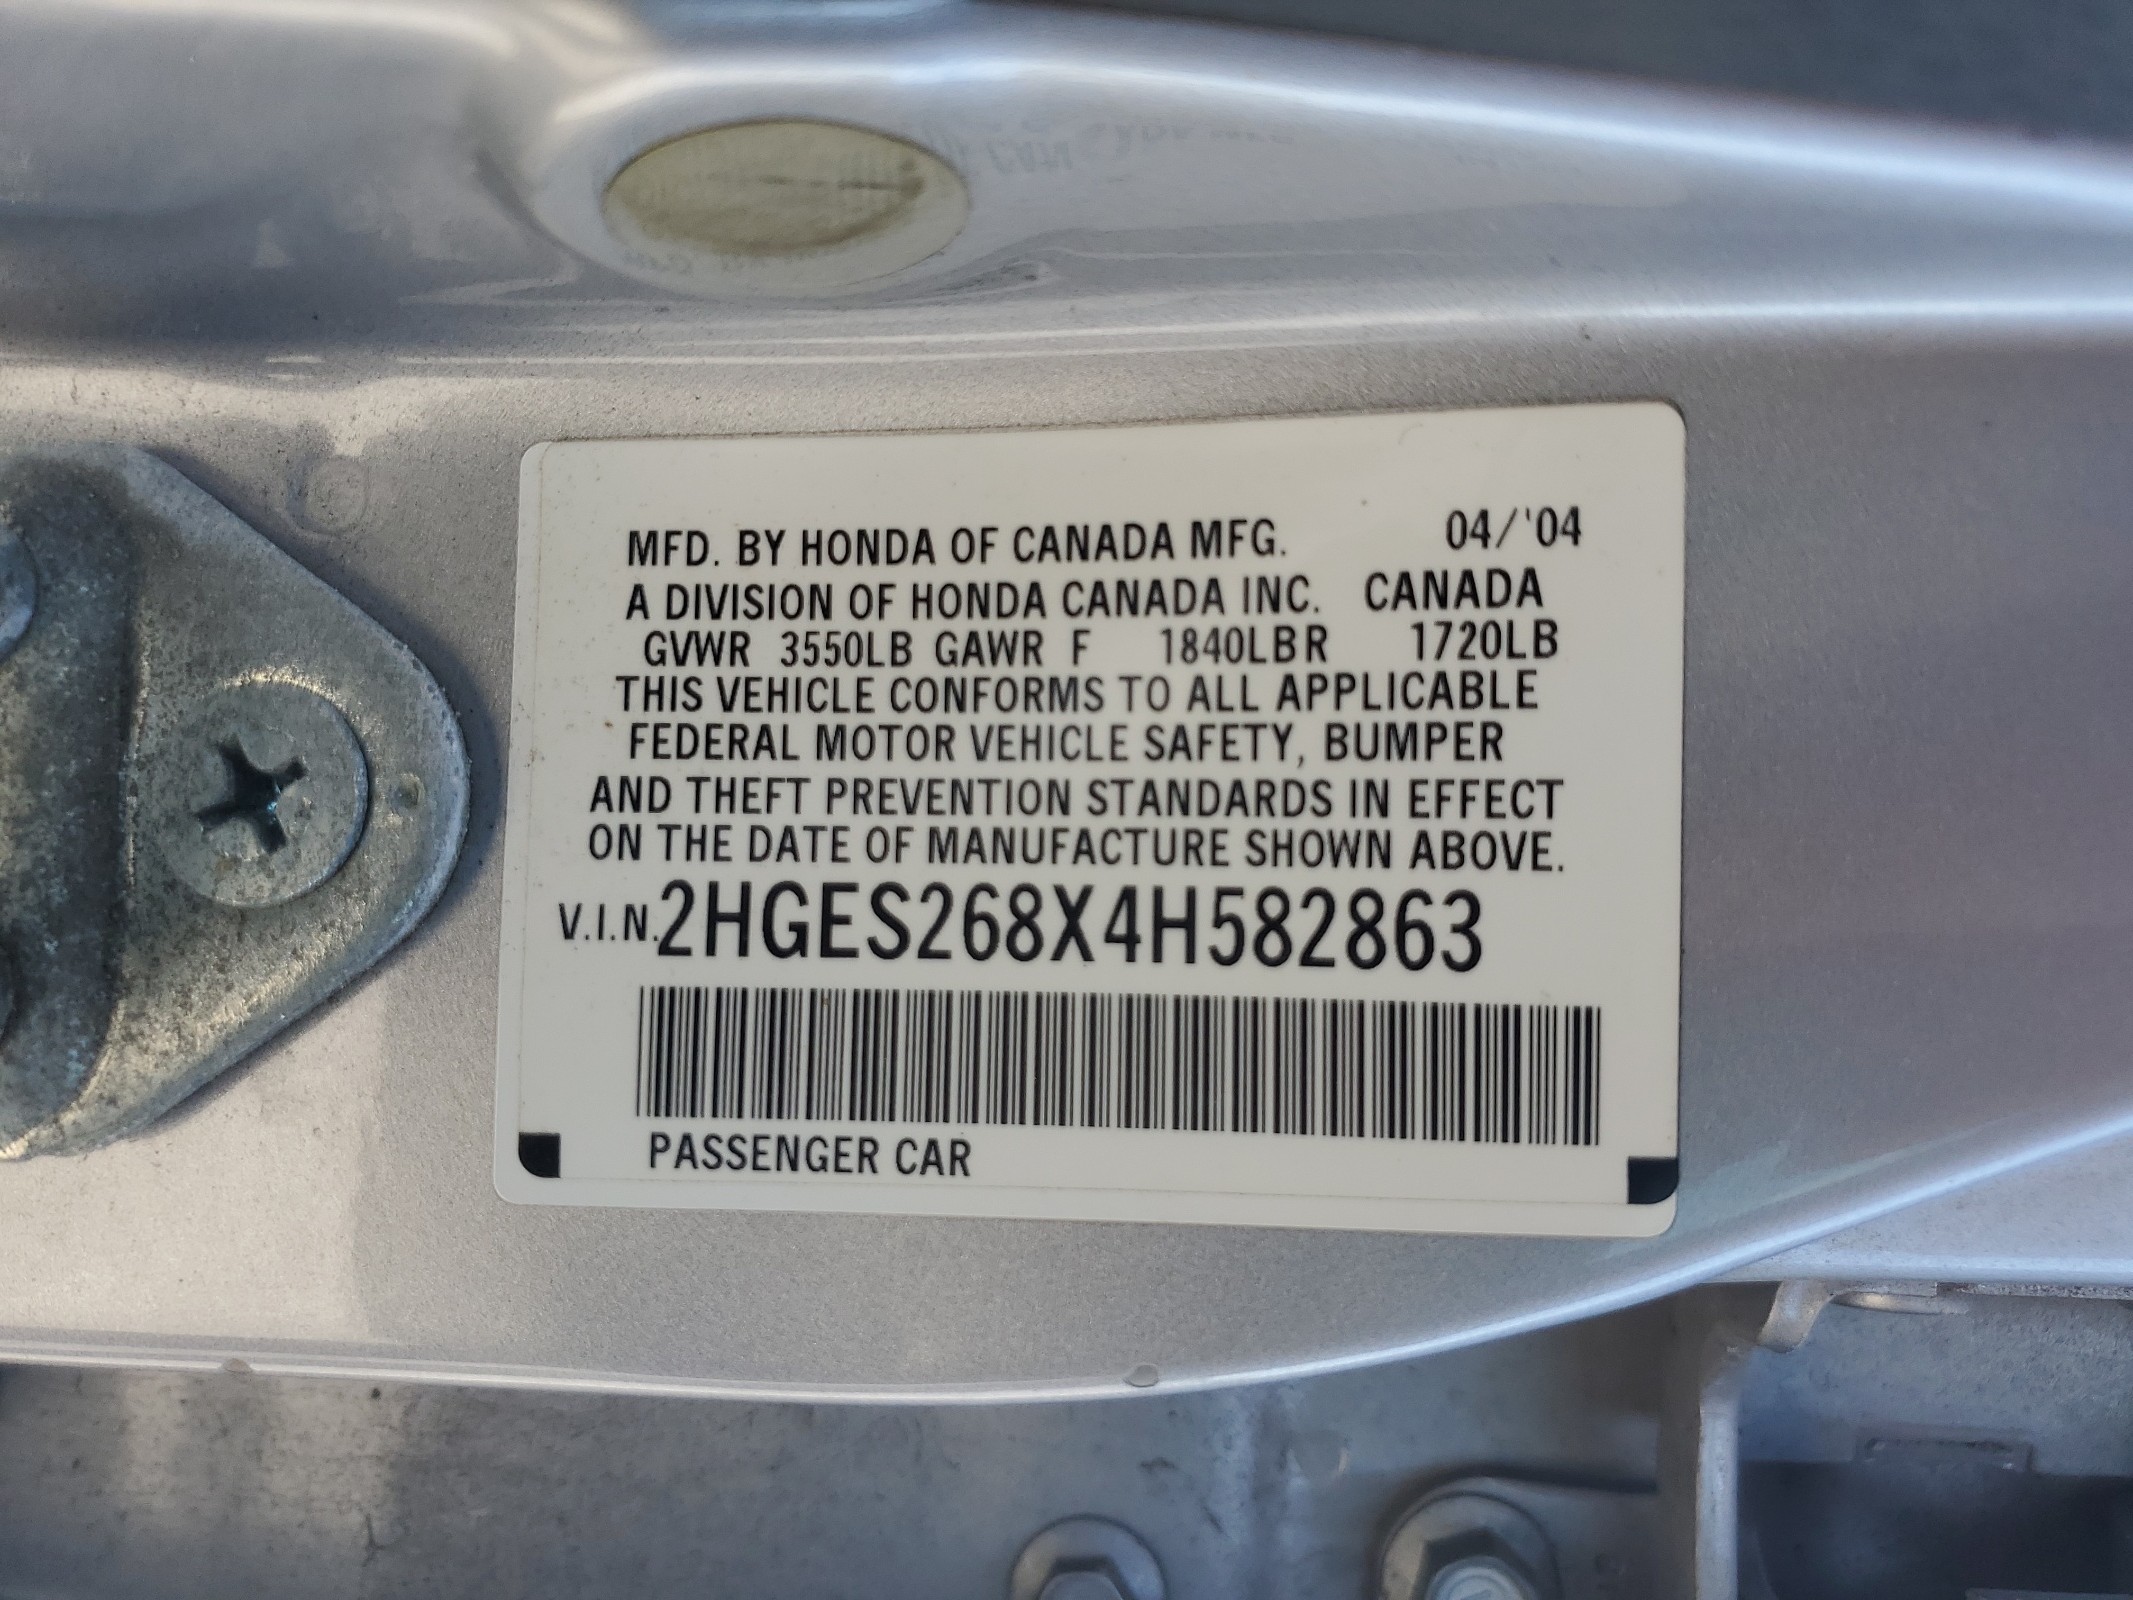 MFD. BY HONDA OF CANADA MFG. 04/'04
A DIVISION OF HONDA CANADA INC. CANADA
GVWR 3550LB GAWR F 1840LB R 1720LB
THIS VEHICLE CONFORMS TO ALL APPLICABLE
FEDERAL MOTOR VEHICLE SAFETY, BUMPER
AND THEFT PREVENTION STANDARDS IN EFFECT
ON THE DATE OF MANUFACTURE SHOWN ABOVE.
V.I.N. 2HGES268X4H582863
PASSENGER CAR